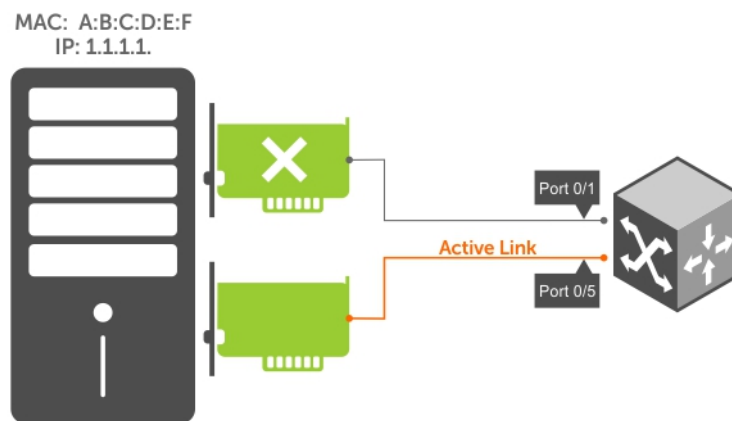 MAC:  A:B:C:D:E:F
IP: 1.1.1.1.
Port 0/1
Active Link
Port 0/5